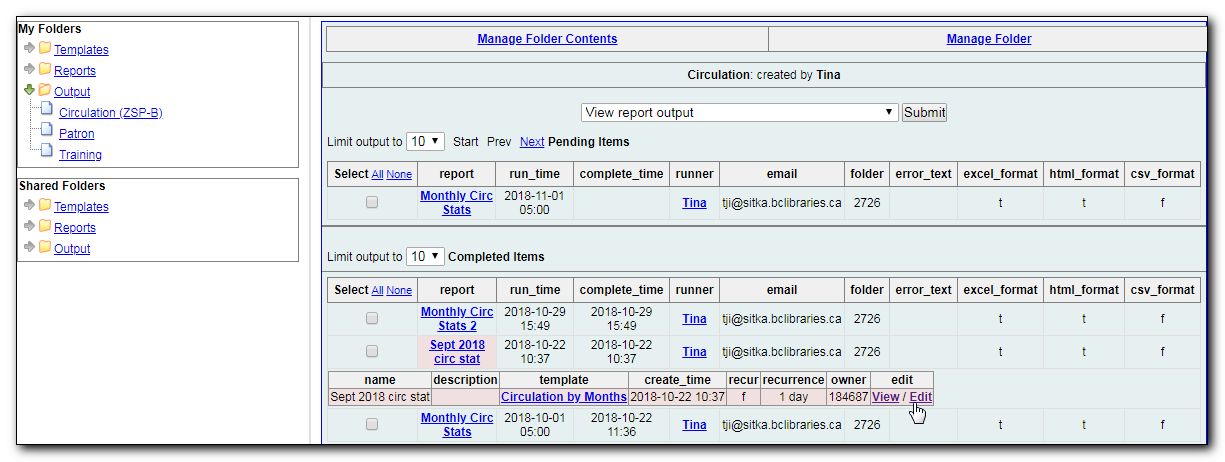 My Folders
Templates
Reports
Output
Circulation (ZSP-B)
Patron
Training
Shared Folders
Templates
Reports
Output
Manage Folder Contents Manage Folder
Circulation: created by Tina
View report output Submit
Limit output to 10 Start Prev Next Pending Items
Select All None report run_time complete_time runner email folder error_text excel_format html_format csv_format
Monthly Circ 2018-11-01
Stats 05:00 Tina tji@sitka.bclibraries.ca 2726 t t f
Limit output to 10 Completed Items
Select All None report run_time complete_time runner email folder error_text excel_format html_format csv_format
Monthly Circ 2018-10-29 2018-10-29
Stats 2 15:49 15:49 Tina tji@sitka.bclibraries.ca 2726 t t f
Sept 2018 2018-10-22 2018-10-22
circ stat 10:37 10:37 Tina tji@sitka.bclibraries.ca 2726 t t f
name description template create_time recur recurrence owner edit
Sept 2018 circ stat Circulation by Months 2018-10-22 10:37 f 1 day 184687 View / Edit
Monthly Circ 2018-10-01 2018-10-22
Stats 05:00 11:36 Tina tji@sitka.bclibraries.ca 2726 t t f